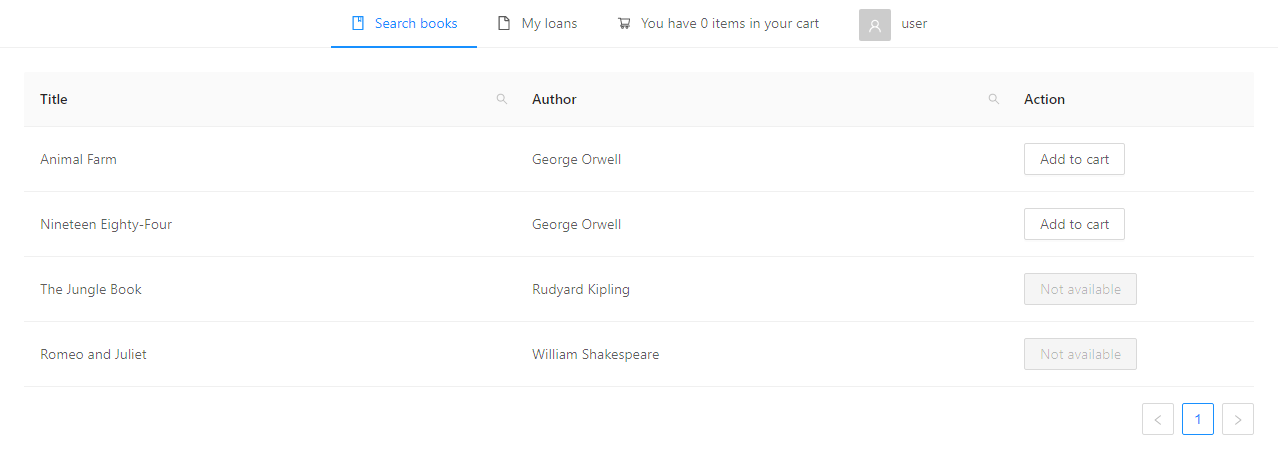 Search books My loans You have 0 items in your cart user
Title Author Action
Animal Farm George Orwell Add to cart
Nineteen Eighty-Four George Orwell Add to cart
The Jungle Book Rudyard Kipling Not available
Romeo and Juliet William Shakespeare Not available
< 1 >